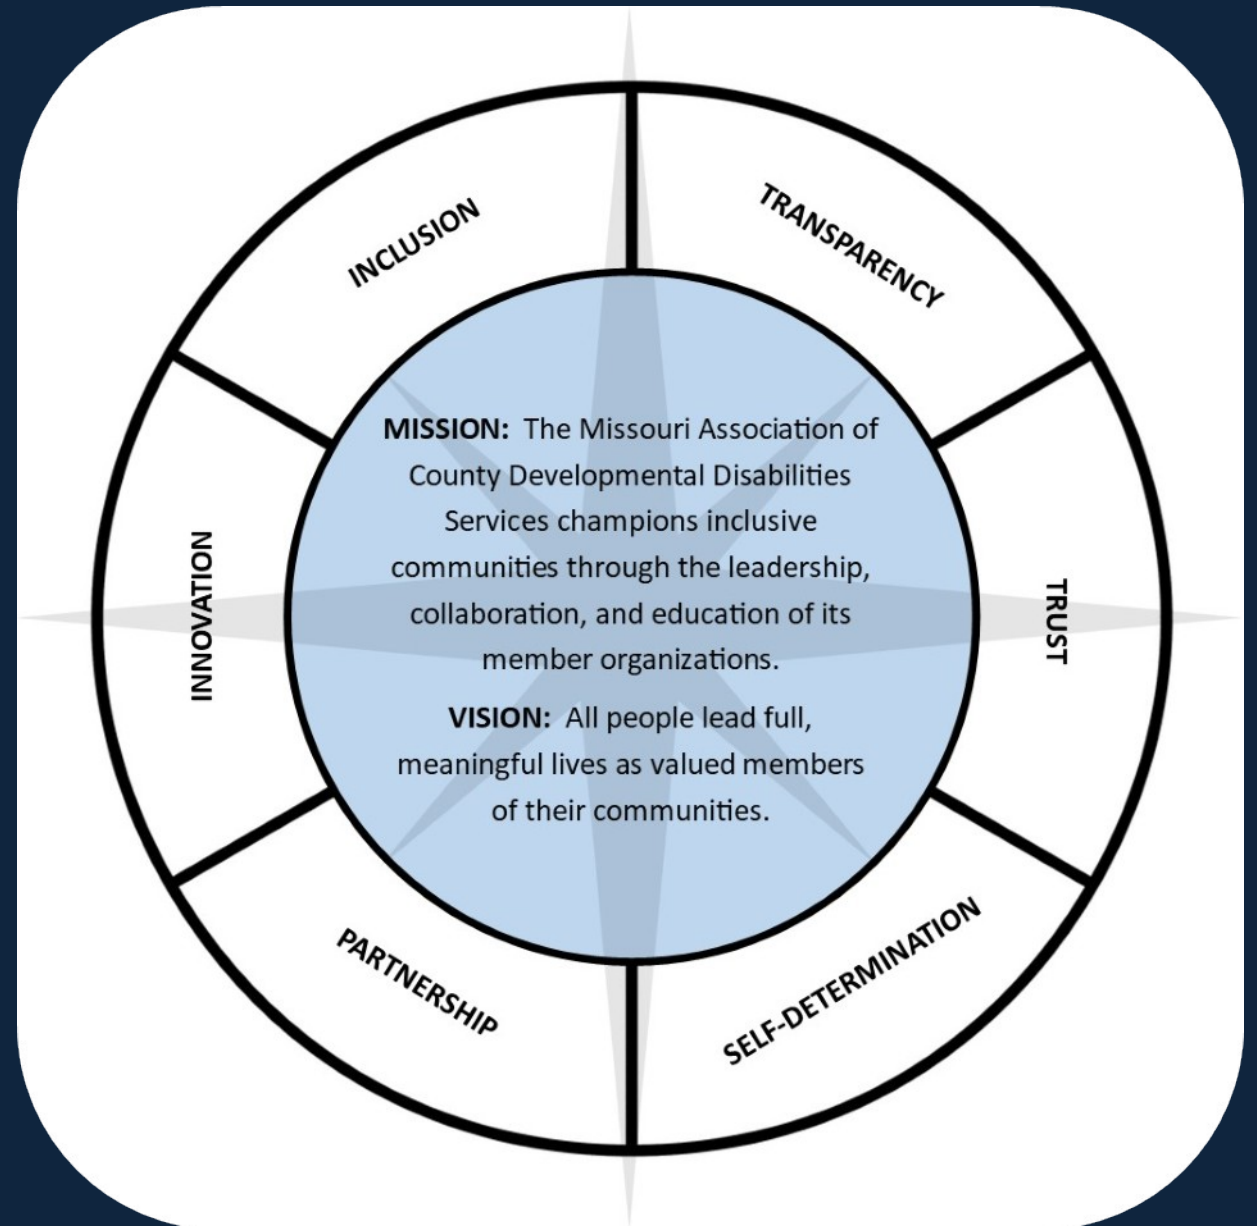 INCLUSION
TRANSPARENCY
MISSION: The Missouri Association of
County Developmental Disabilities
Services champions inclusive
communities through the leadership,
collaboration, and education of its
member organizations.
VISION: All people lead full,
meaningful lives as valued members
of their communities.
INNOVATION
TRUST
PARTNERSHIP
SELF-DETERMINATION